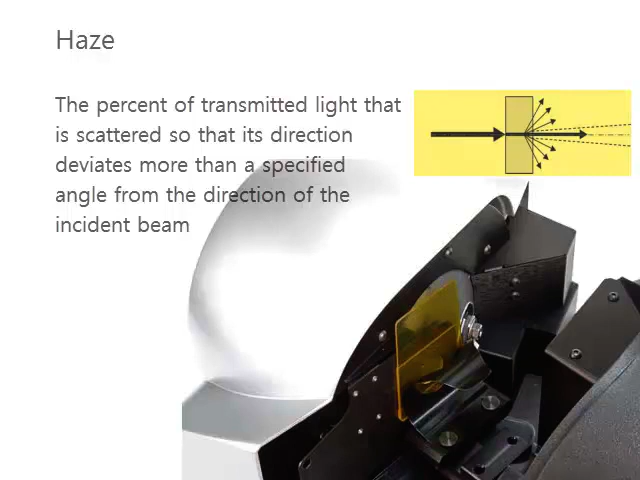 Haze
The percent of transmitted light that
is scattered so that its direction
deviates more than a specified
angle from the direction of the
incident beam